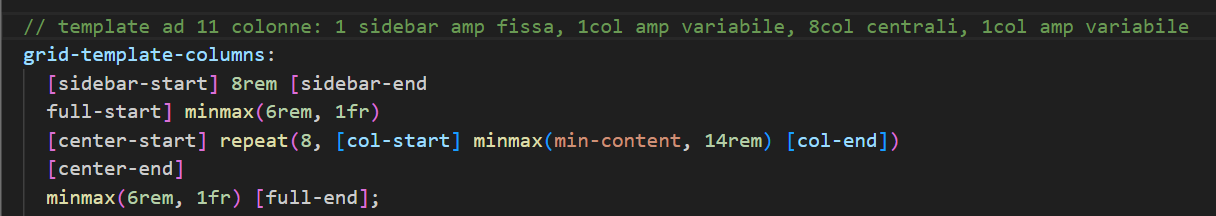 // template ad 11 colonne: 1 sidebar amp fissa, 1col amp variabile, 8col centrali, 1col amp variabile
grid-template-columns:
[sidebar-start] 8rem [sidebar-end
full-start] minmax(6rem, 1fr)
[center-start] repeat(8, [col-start] minmax(min-content, 14rem) [col-end])
[center-end]
minmax(6rem, 1fr) [full-end];